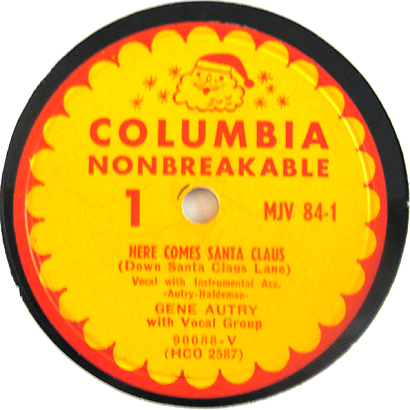 COLUMBIA
NONBREAKABLE
1 MJV 84-1
HERE COMES SANTA CLAUS
(Down Santa Claus Lane)
Vocal with Instrumental Acc.
-Autry-Haldeman-
GENE AUTRY
with Vocal Group
90088-V
(HCO 2587)